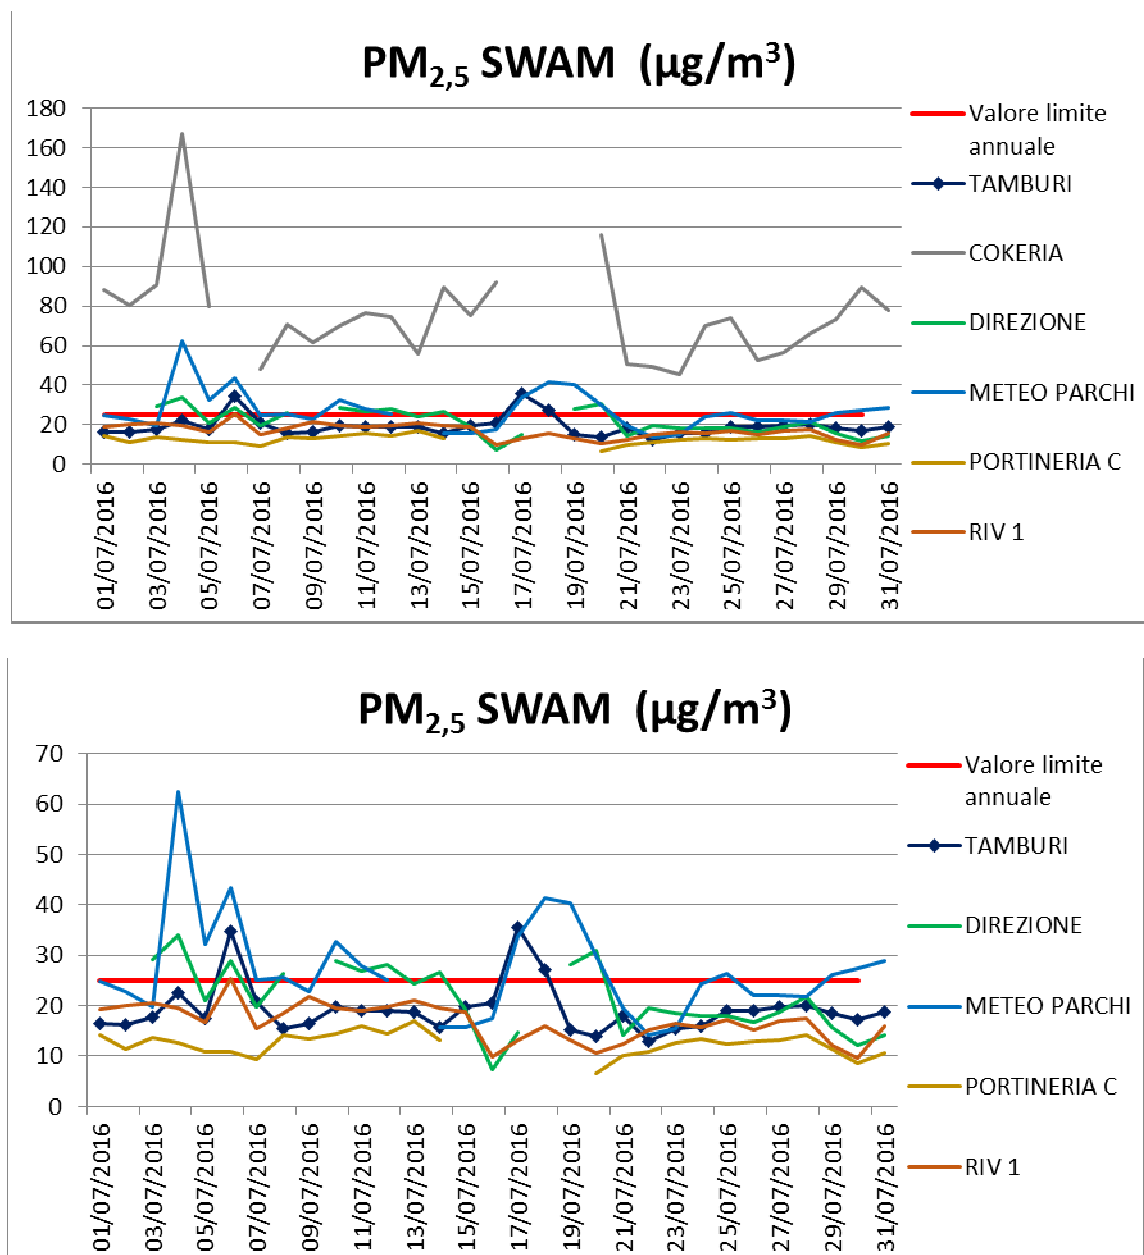 PM2,5 SWAM (µg/m3)
180
160
140
120
100
80
60
40
20
0
01/07/2016
03/07/2016
05/07/2016
07/07/2016
09/07/2016
11/07/2016
13/07/2016
15/07/2016
17/07/2016
19/07/2016
21/07/2016
23/07/2016
25/07/2016
27/07/2016
29/07/2016
31/07/2016
Valore limite
annuale
TAMBURI
COKERIA
DIREZIONE
METEO PARCHI
PORTINERIA C
RIV 1
PM2,5 SWAM (µg/m3)
70
60
50
40
30
20
10
0
01/07/2016
03/07/2016
05/07/2016
07/07/2016
09/07/2016
11/07/2016
13/07/2016
15/07/2016
17/07/2016
19/07/2016
21/07/2016
23/07/2016
25/07/2016
27/07/2016
29/07/2016
31/07/2016
Valore limite
annuale
TAMBURI
DIREZIONE
METEO PARCHI
PORTINERIA C
RIV 1